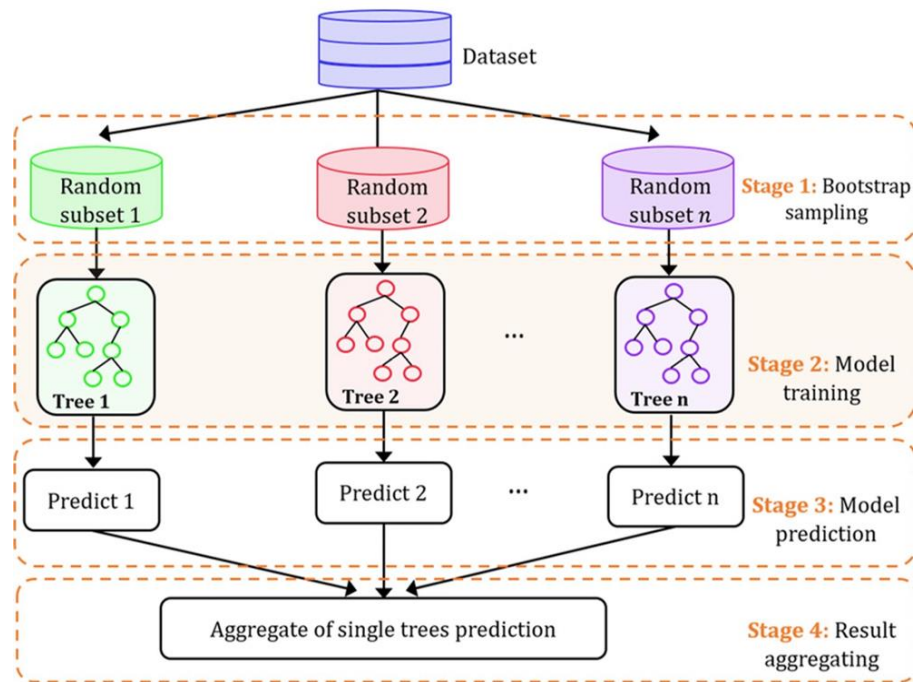 Dataset
Random
subset 1
Random
subset 2
Random
subset n
Stage 1: Bootstrap
sampling
Tree 1
Tree 2
...
Tree n
Stage 2: Model
training
Predict 1
Predict 2
...
Predict n
Stage 3: Model
prediction
Aggregate of single trees prediction
Stage 4: Result
aggregating